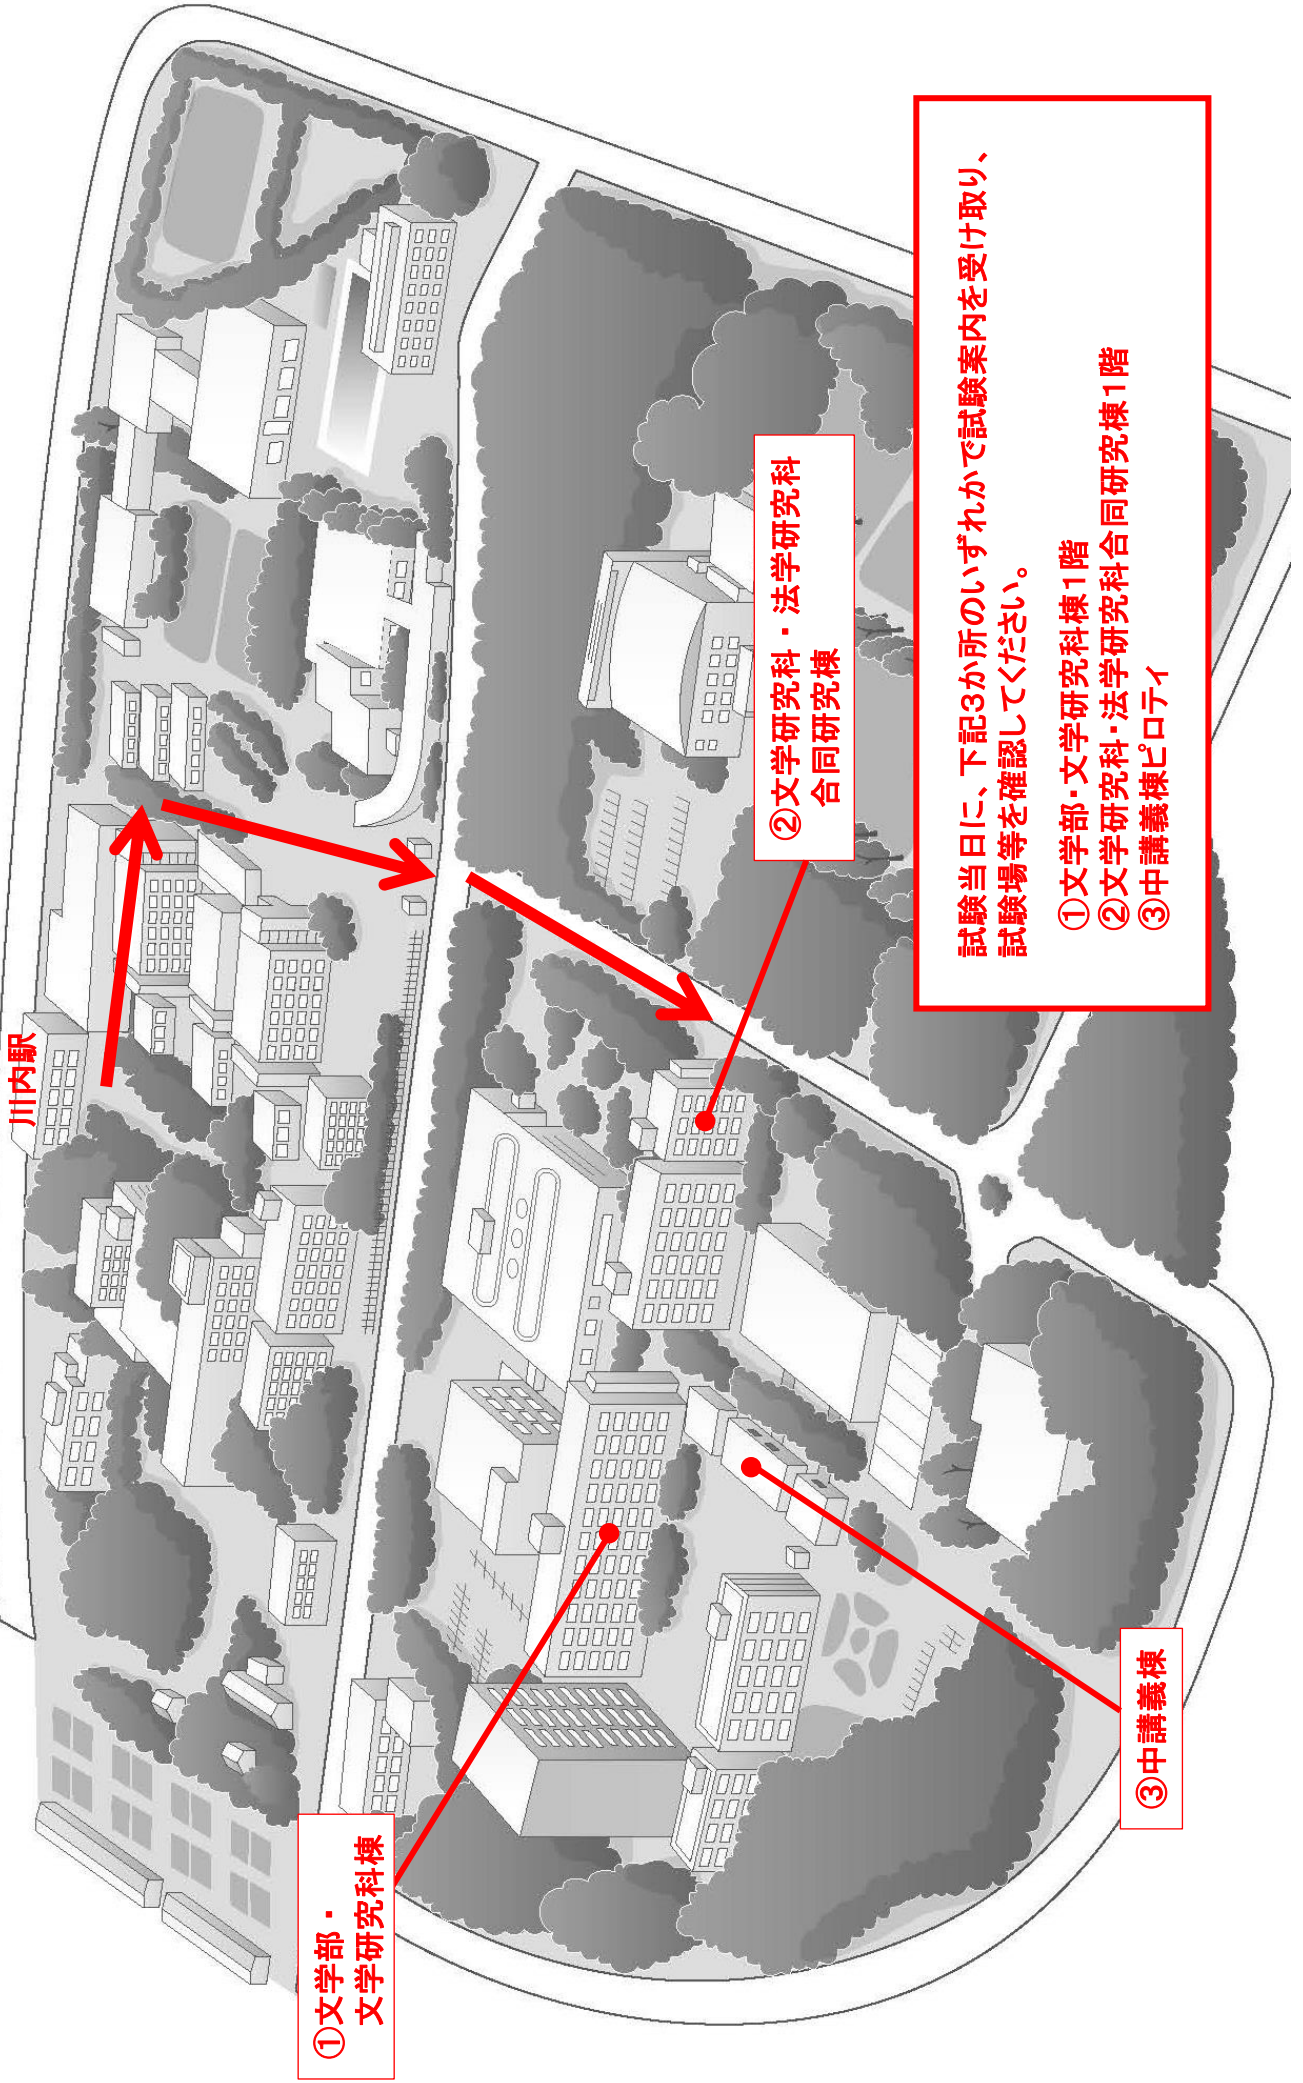 川内駅
①文学部・
文学研究科棟
②文学研究科・法学研究科
合同研究棟
③中講義棟
試験当日に、下記3か所のいずれかで試験案内を受け取り、
試験場等を確認してください。
①文学部・文学研究科棟1階
②文学研究科・法学研究科合同研究棟1階
③中講義棟ピロティ